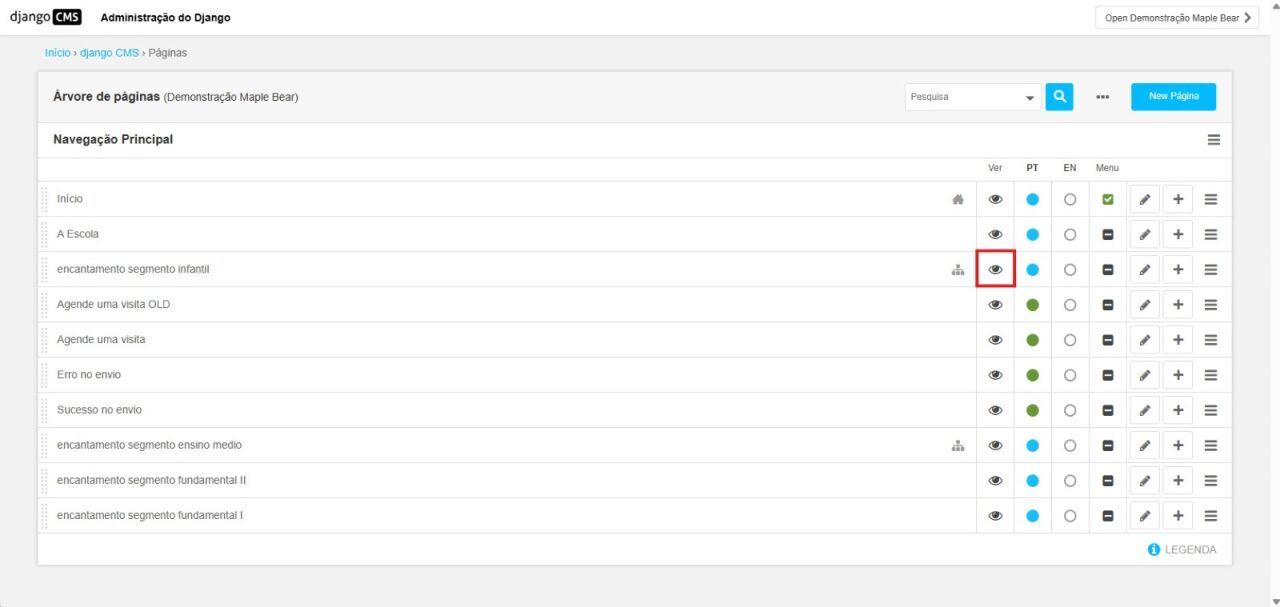 django CMS Administração do Django Open Demonstração Maple Bear
Início › django CMS › Páginas
Árvore de páginas (Demonstração Maple Bear) Pesquisa New Página
Navegação Principal
Ver PT EN Menu
Início
A Escola
encantamento segmento infantil
Agende uma visita OLD
Agende uma visita
Erro no envio
Sucesso no envio
encantamento segmento ensino medio
encantamento segmento fundamental II
encantamento segmento fundamental I
LEGENDA